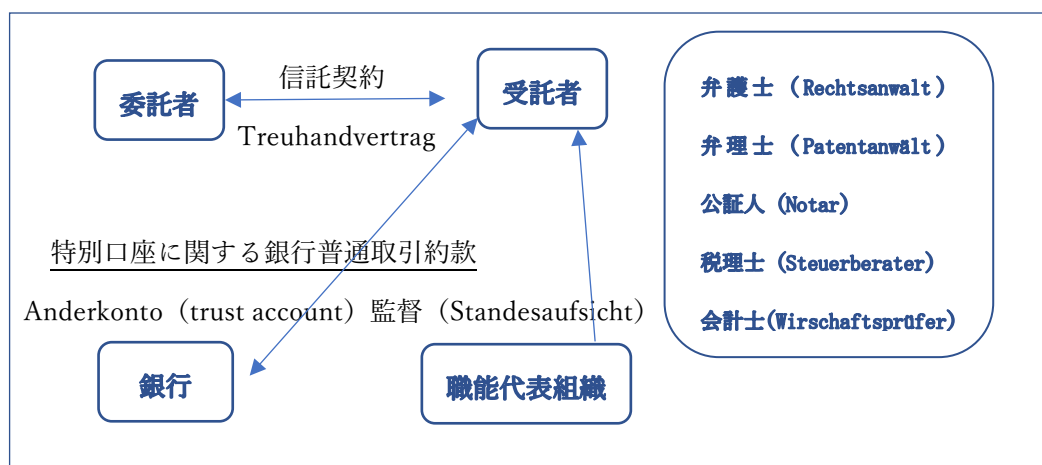 委託者
信託契約
Treuhandvertrag
受託者
特別口座に関する銀行普通取引約款
Anderkonto（trust account）監督（Standesaufsicht）
銀行
職能代表組織
弁護士（Rechtsanwalt）
弁理士（Patentanwält）
公証人（Notar）
税理士（Steuerberater）
会計士(Wirschaftsprüfer)